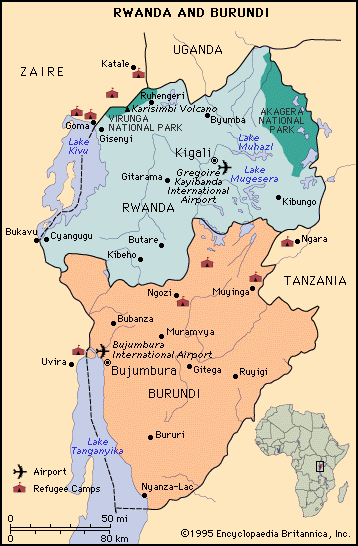 RWANDA AND BURUNDI
UGANDA
ZAIRE
Katale
Ruhengeri
Karisimbi Volcano
VIRUNGA
NATIONAL PARK
Goma
Gisenyi
Byumba
AKAGERA
NATIONAL
PARK
Lake
Kivu
Lake
Muhazl
Kigali
Gregoire
Kayibanda
International
Airport
Lake
Mugesera
Gitarama
Kibungo
RWANDA
Bukavu
Cyangugu
Butare
Kibeho
Ngara
TANZANIA
Ngozi
Muyinga
Bubanza
Muramvya
Bujumbura
International Airport
Uvira
Bujumbura
Gitega
Ruyigi
BURUNDI
Lake
Tanganyika
Bururi
Nyanza-Lac
Airport
Refugee Camps
0 50 mi
0 80 km
©1995 Encyclopaedia Britannica, Inc.